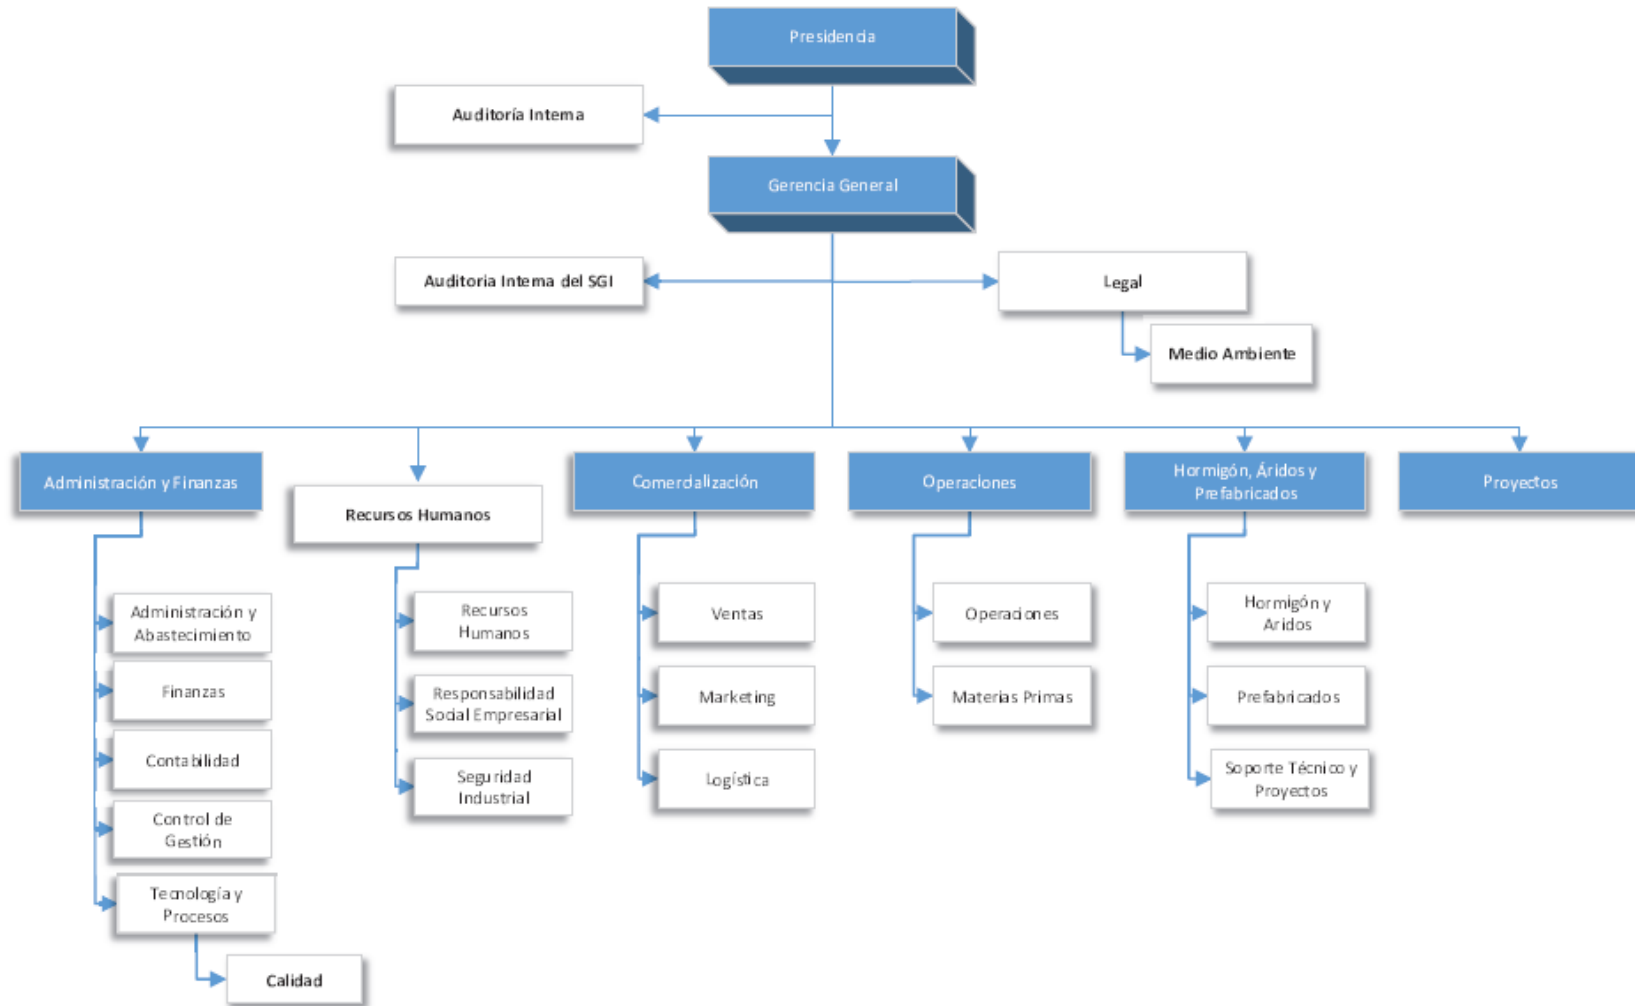 Presidencia
Auditoría Interna
Gerencia General
Auditoria Interna del SGI
Legal
Medio Ambiente
Administración y Finanzas
Recursos Humanos
Comercialización
Operaciones
Hormigón, Áridos y
Prefabricados
Proyectos
Administración y
Abastecimiento
Finanzas
Contabilidad
Control de
Gestión
Tecnología y
Procesos
Calidad
Recursos
Humanos
Responsabilidad
Social Empresarial
Seguridad
Industrial
Ventas
Marketing
Logística
Operaciones
Materias Primas
Hormigón y
Aridos
Prefabricados
Soporte Técnico y
Proyectos